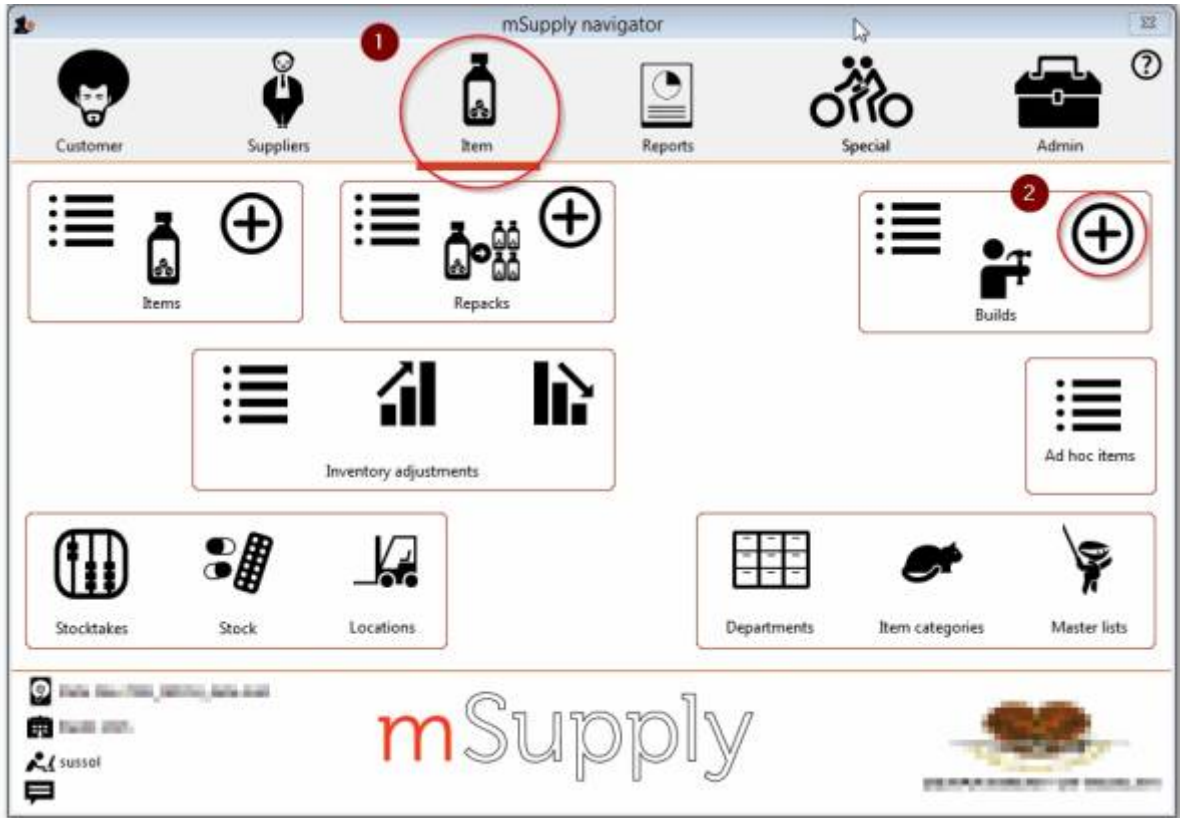 mSupply navigator
1
Customer
Suppliers
Item
Reports
Special
Admin
?
2
Items
Repacks
Builds
Inventory adjustments
Ad hoc items
Stocktakes
Stock
Locations
Departments
Item categories
Master lists
sussol
mSupply